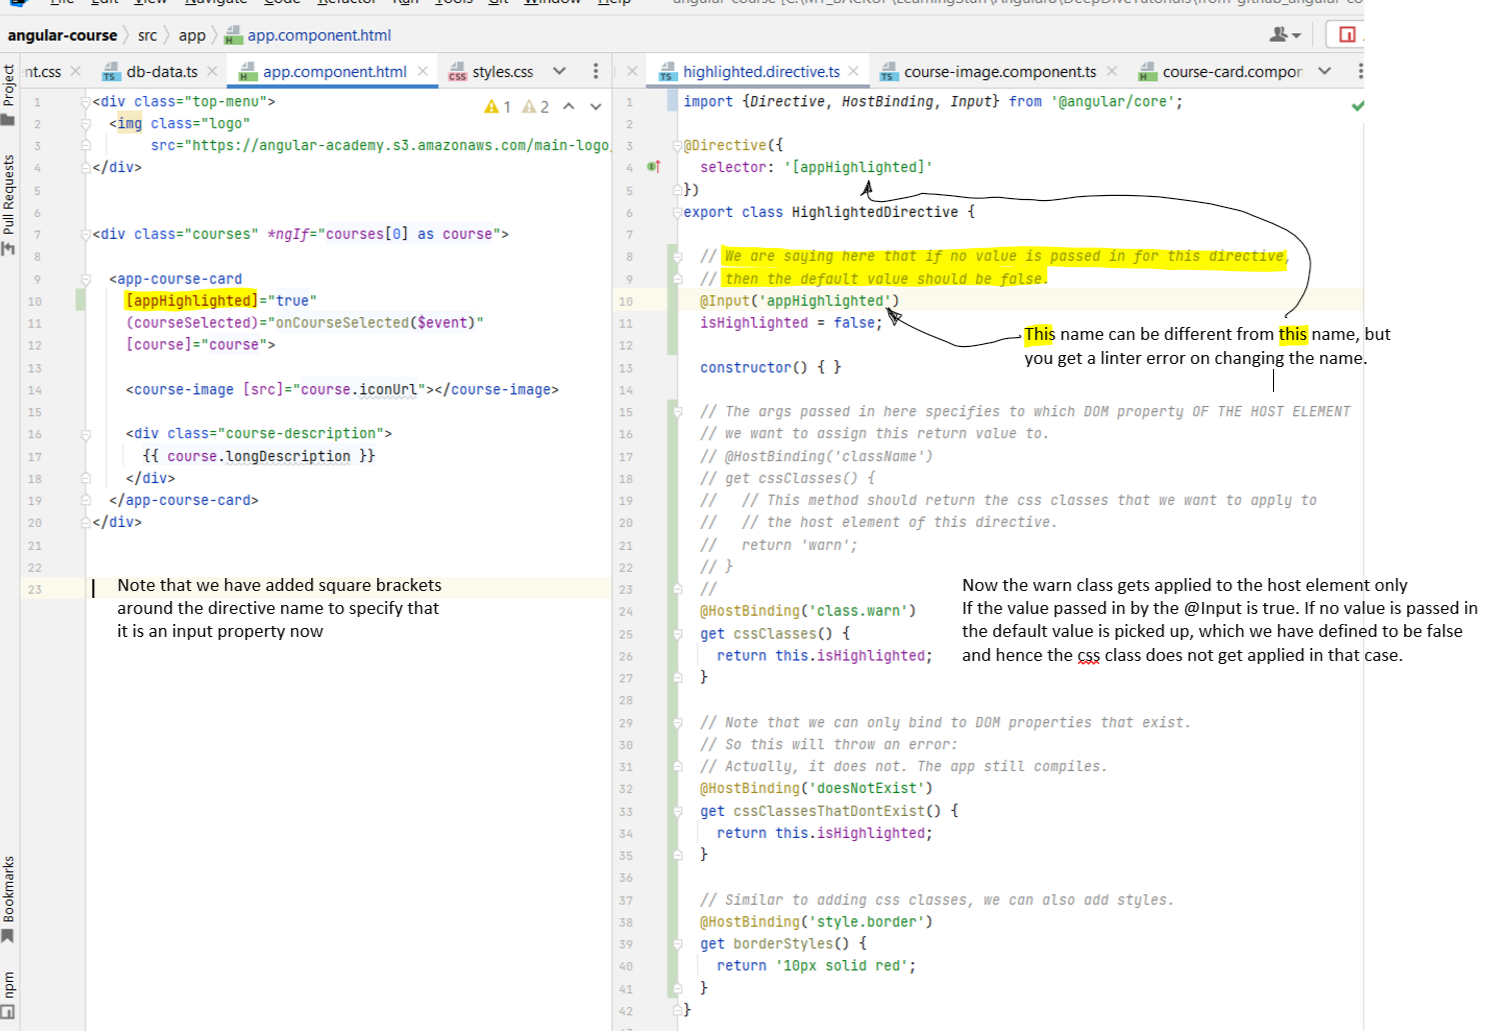 angular-course src app app.component.html
Project
Pull Requests
Bookmarks
npm
nt.css db-data.ts app.component.html styles.css
1 2
1 <div class="top-menu">
2 <img class="logo"
3 src="https://angular-academy.s3.amazonaws.com/main-logo
4 </div>
5
6
7 <div class="courses" *ngIf="courses[0] as course">
8
9 <app-course-card
10 [appHighlighted]="true"
11 (courseSelected)="onCourseSelected($event)"
12 [course]="course">
13
14 <course-image [src]="course.iconUrl"></course-image>
15
16 <div class="course-description">
17 {{ course.longDescription }}
18 </div>
19 </app-course-card>
20 </div>
21
22
23
Note that we have added square brackets
around the directive name to specify that
it is an input property now
highlighted.directive.ts course-image.component.ts course-card.compor
1 import {Directive, HostBinding, Input} from '@angular/core';
2
3 @Directive({
4 selector: '[appHighlighted]'
5 })
6 export class HighlightedDirective {
7
8 // We are saying here that if no value is passed in for this directive,
9 // then the default value should be false.
10 @Input('appHighlighted')
11 isHighlighted = false;
12
This name can be different from this name, but
you get a linter error on changing the name.
13 constructor() { }
14
15 // The args passed in here specifies to which DOM property OF THE HOST ELEMENT
16 // we want to assign this return value to.
17 // @HostBinding('className')
18 // get cssClasses() {
19 // // This method should return the css classes that we want to apply to
20 // // the host element of this directive.
21 // return 'warn';
22 // }
23 //
24 @HostBinding('class.warn')
25 get cssClasses() {
26 return this.isHighlighted;
27 }
Now the warn class gets applied to the host element only
If the value passed in by the @Input is true. If no value is passed in
the default value is picked up, which we have defined to be false
and hence the css class does not get applied in that case.
28
29 // Note that we can only bind to DOM properties that exist.
30 // So this will throw an error:
31 // Actually, it does not. The app still compiles.
32 @HostBinding('doesNotExist')
33 get cssClassesThatDontExist() {
34 return this.isHighlighted;
35 }
36
37 // Similar to adding css classes, we can also add styles.
38 @HostBinding('style.border')
39 get borderStyles() {
40 return '10px solid red';
41 }
42 }